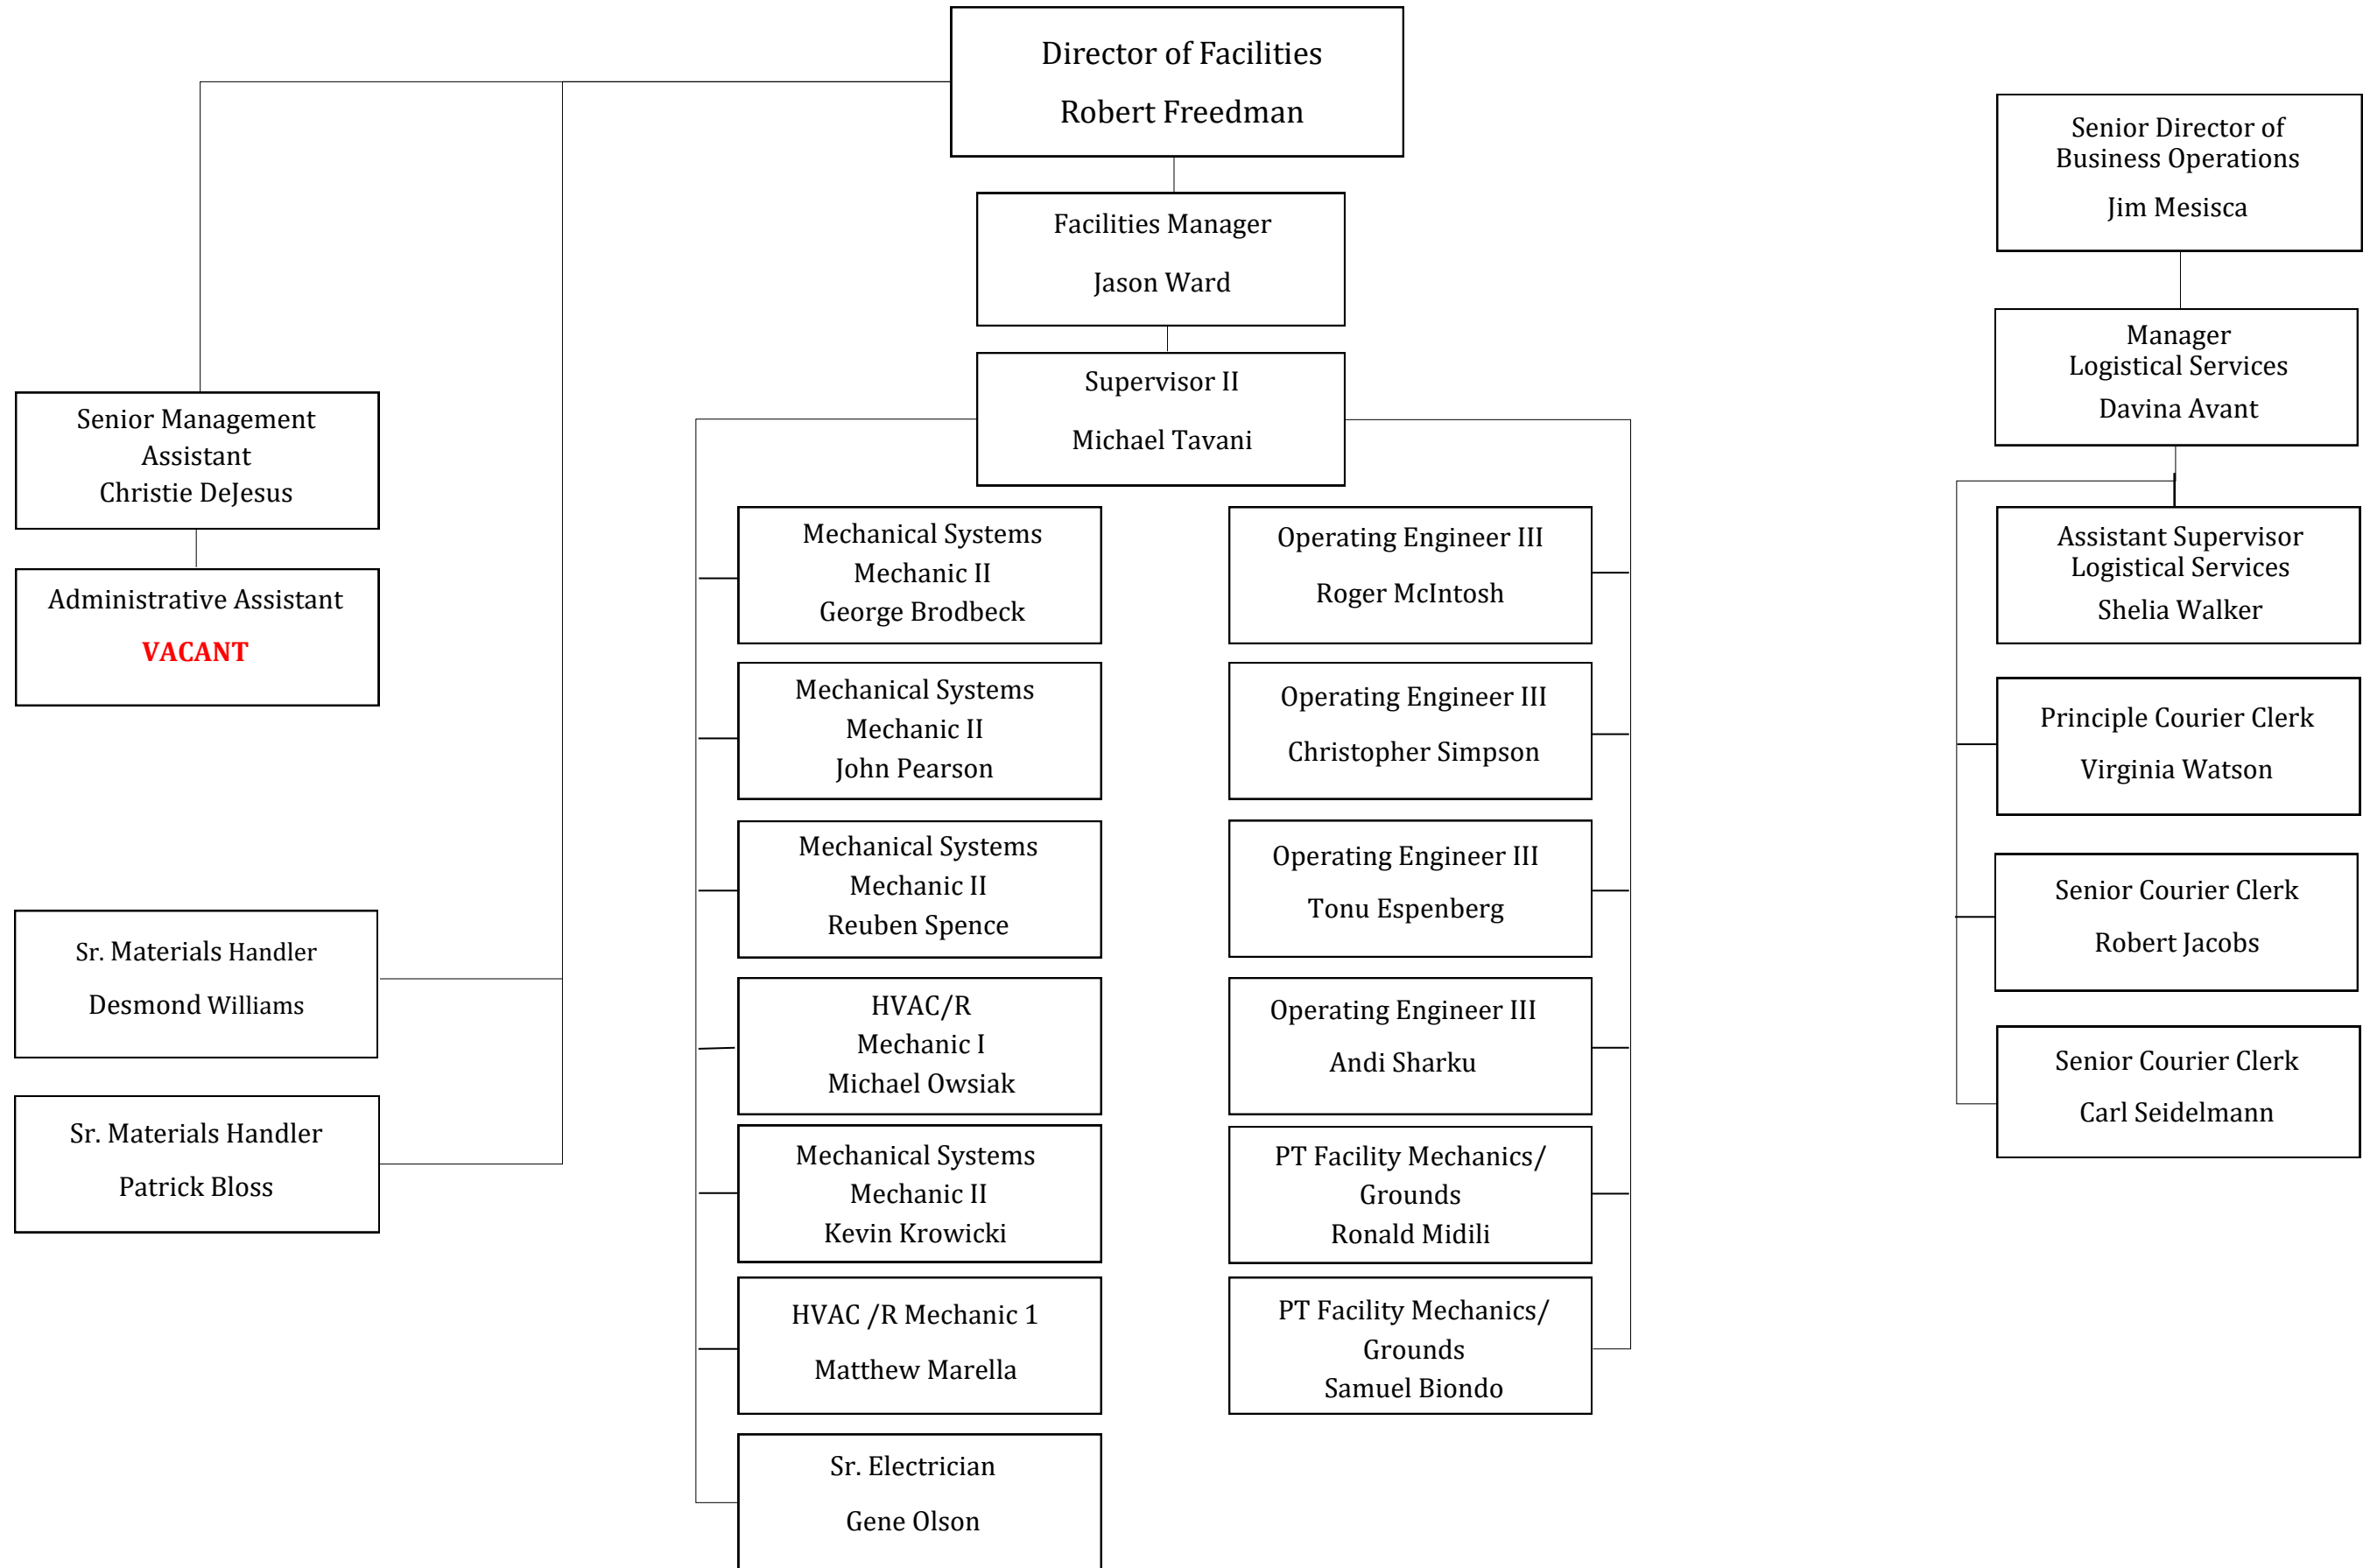 Director of Facilities
Robert Freedman
Facilities Manager
Jason Ward
Supervisor II
Michael Tavani
Senior Management
Assistant
Christie DeJesus
Administrative Assistant
VACANT
Sr. Materials Handler
Desmond Williams
Sr. Materials Handler
Patrick Bloss
Mechanical Systems
Mechanic II
George Brodbeck
Mechanical Systems
Mechanic II
John Pearson
Mechanical Systems
Mechanic II
Reuben Spence
HVAC/R
Mechanic I
Michael Owsiak
Mechanical Systems
Mechanic II
Kevin Krowicki
HVAC /R Mechanic 1
Matthew Marella
Sr. Electrician
Gene Olson
Operating Engineer III
Roger McIntosh
Operating Engineer III
Christopher Simpson
Operating Engineer III
Tonu Espenberg
Operating Engineer III
Andi Sharku
PT Facility Mechanics/
Grounds
Ronald Midili
PT Facility Mechanics/
Grounds
Samuel Biondo
Senior Director of
Business Operations
Jim Mesisca
Manager
Logistical Services
Davina Avant
Assistant Supervisor
Logistical Services
Shelia Walker
Principle Courier Clerk
Virginia Watson
Senior Courier Clerk
Robert Jacobs
Senior Courier Clerk
Carl Seidelmann